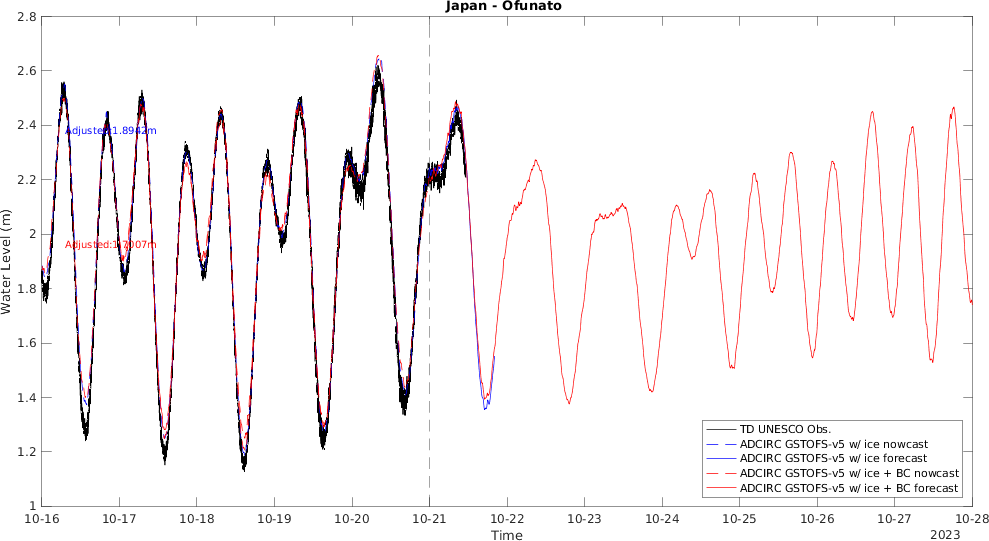 Japan - Ofunato
2.8
2.6
2.4
2.2
2
1.8
1.6
1.4
1.2
1
Water Level (m)
Adjusted:1.8942m
Adjusted:1.7007m
TD UNESCO Obs.
ADCIRC GSTOFS-v5 w/ ice nowcast
ADCIRC GSTOFS-v5 w/ ice forecast
ADCIRC GSTOFS-v5 w/ ice + BC nowcast
ADCIRC GSTOFS-v5 w/ ice + BC forecast
10-16 10-17 10-18 10-19 10-20 10-21 10-22 10-23 10-24 10-25 10-26 10-27 10-28
Time
2023